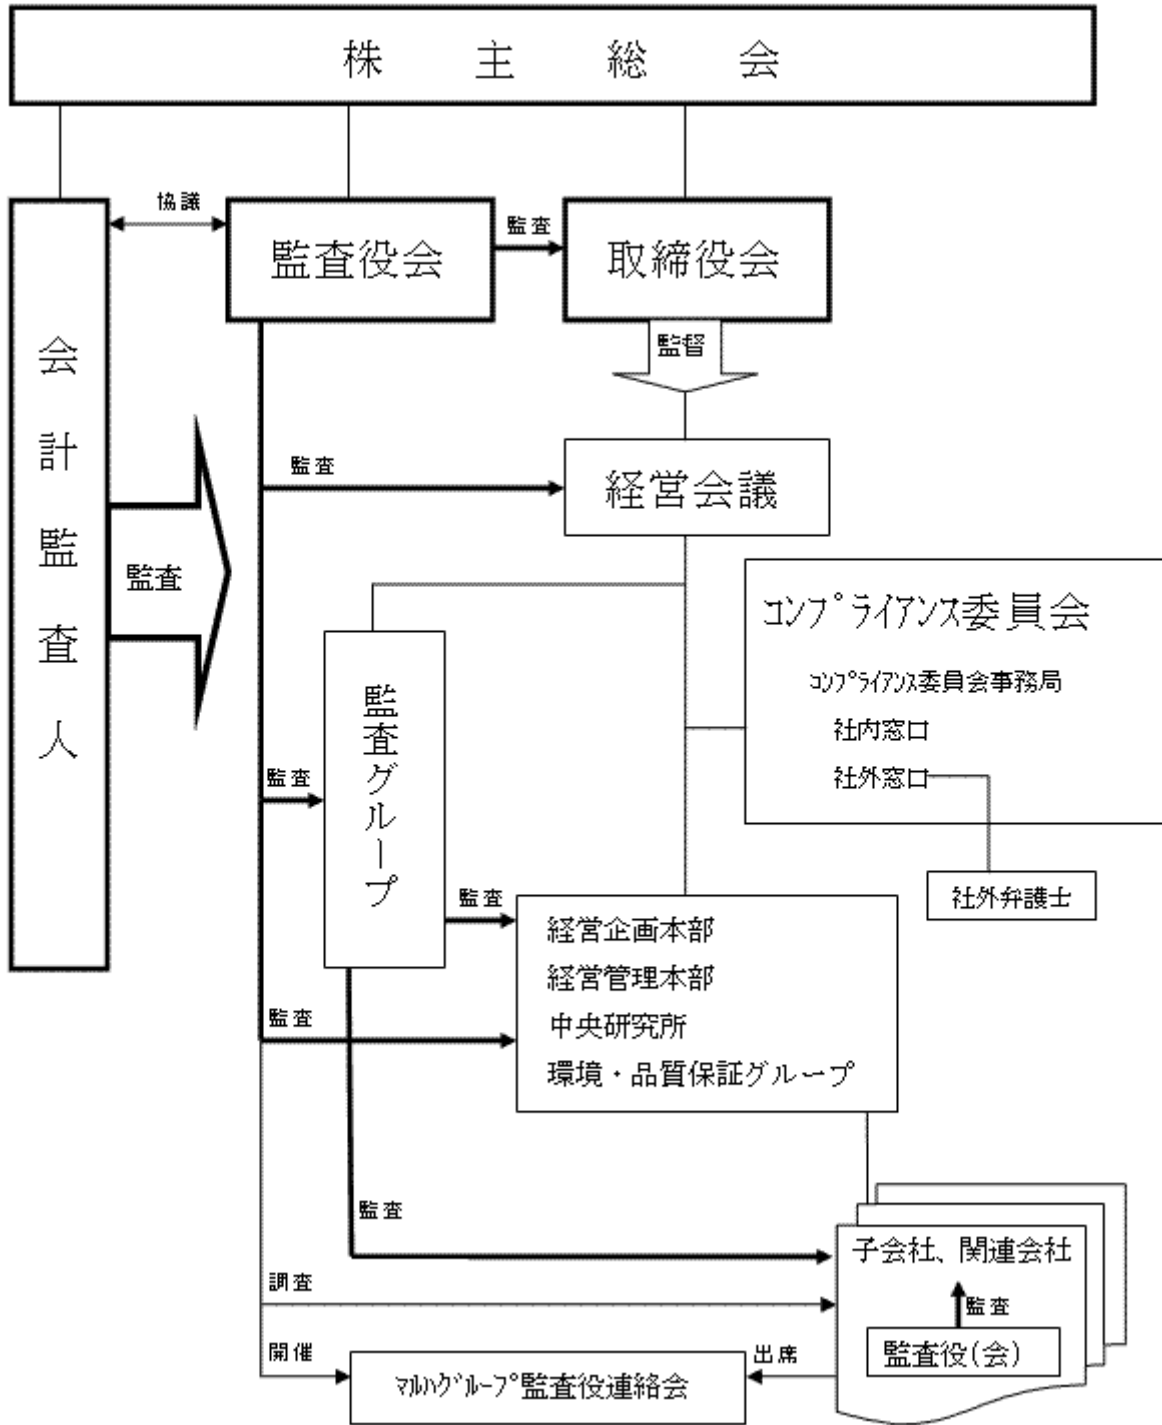 株主総会
協議
監査役会
監査
取締役会
監督
会計監査人
監査
監査
経営会議
コンプライアンス委員会
コンプライアンス委員会事務局
社内窓口
社外窓口
社外弁護士
監査グループ
監査
監査
経営企画本部
経営管理本部
中央研究所
環境・品質保証グループ
監査
監査
子会社、関連会社
監査
監査役(会)
調査
開催
マルハグループ監査役連絡会
出席